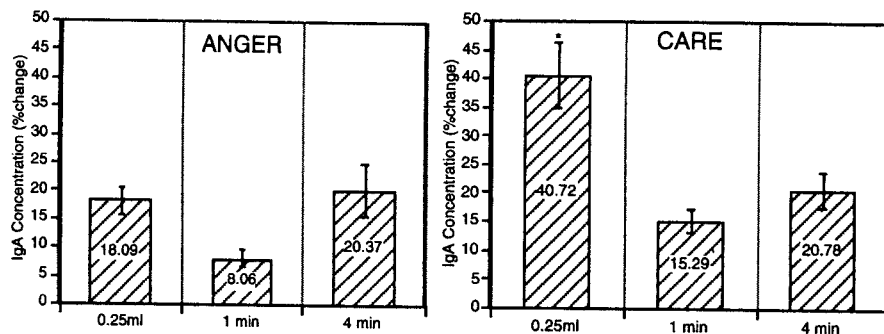 ANGER
IgA Concentration (%change)
50
45
40
35
30
25
20
15
10
5
0
18.09
8.06
20.37
0.25ml
1 min
4 min
CARE
IgA Concentration (%change)
50
45
40
35
30
25
20
15
10
5
0
*
40.72
15.29
20.78
0.25ml
1 min
4 min